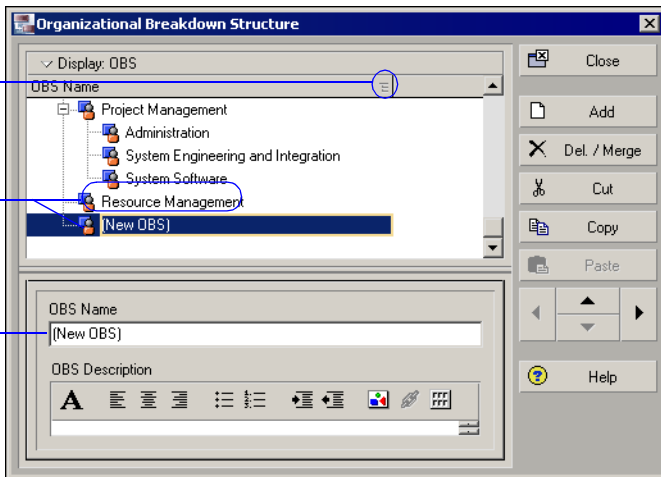 Organizational Breakdown Structure
Display: OBS
OBS Name
Project Management
Administration
System Engineering and Integration
System Software
Resource Management
(New OBS)
OBS Name
(New OBS)
OBS Description
A
Close
Add
Del. / Merge
Cut
Copy
Paste
Help